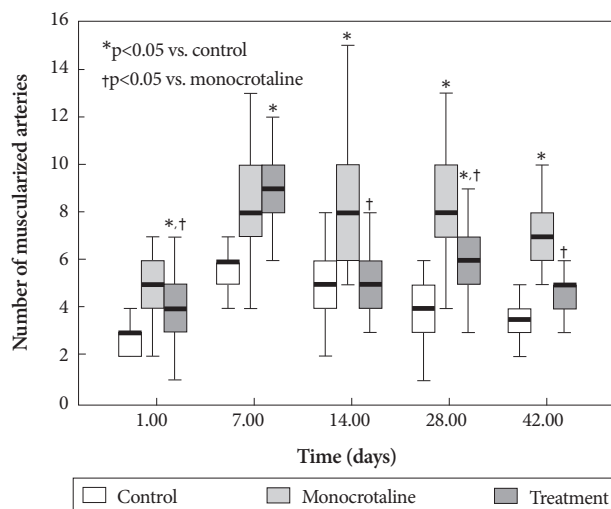 Number of muscularized arteries
16
14
12
10
8
6
4
2
0
*p<0.05 vs. control
†p<0.05 vs. monocrotaline
*,†
*
*
†
*
*,†
*
†
1.00 7.00 14.00 28.00 42.00
Time (days)
Control Monocrotaline Treatment